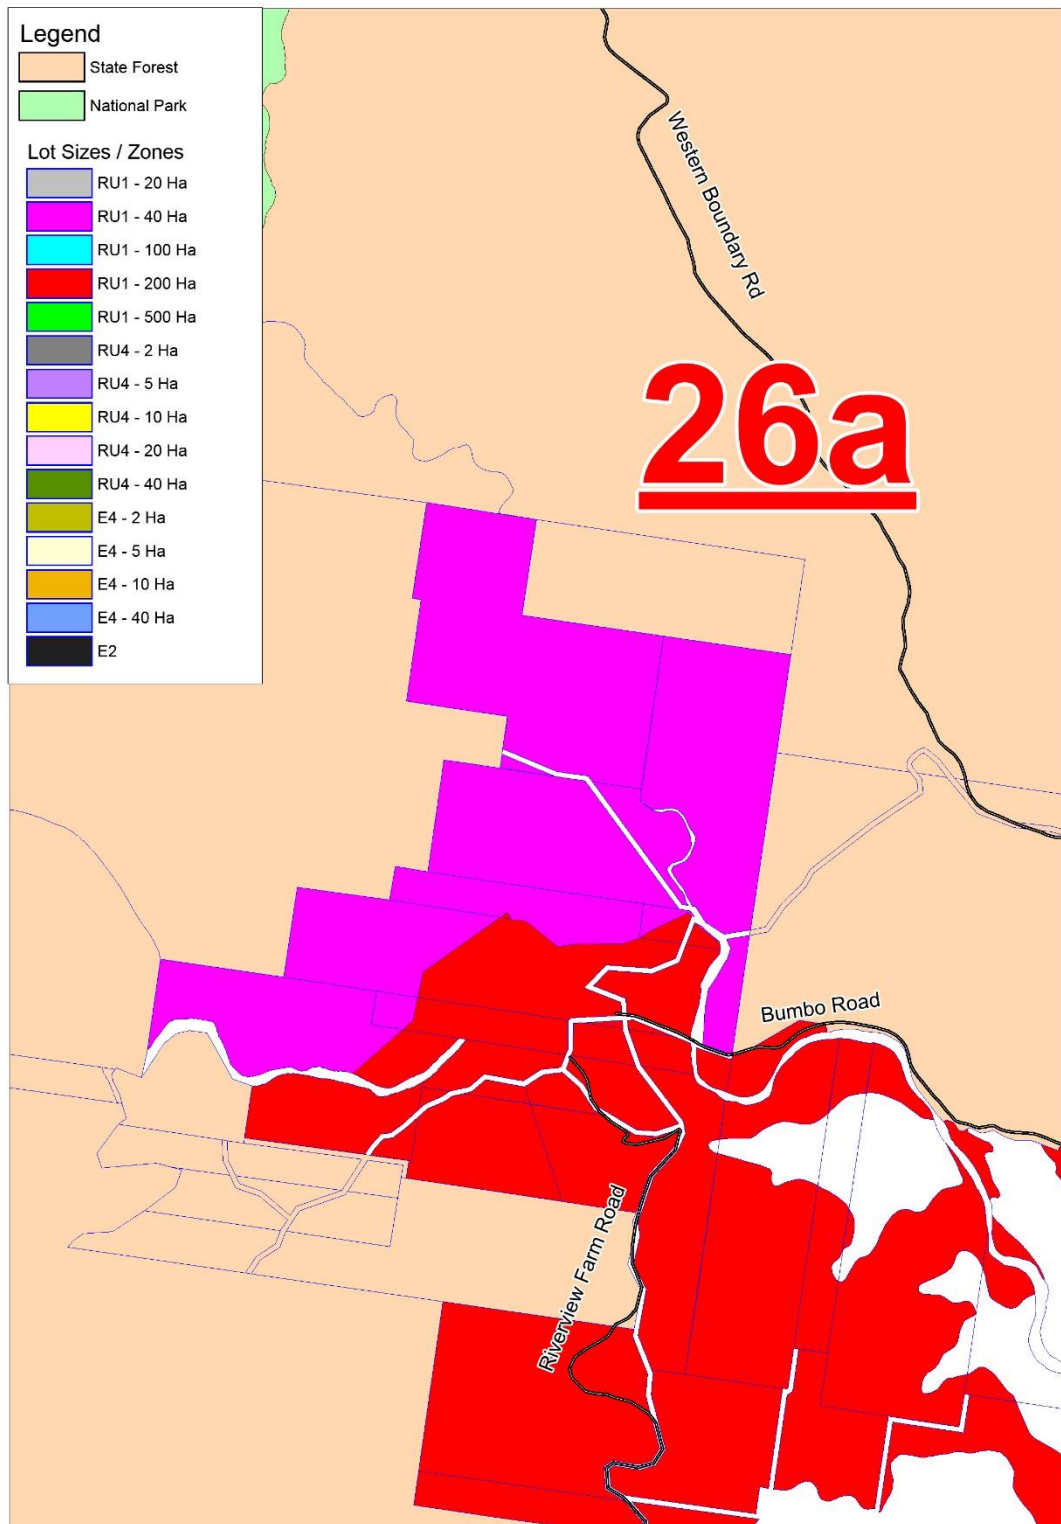 Legend
State Forest
National Park
Lot Sizes / Zones
RU1 - 20 Ha
RU1 - 40 Ha
RU1 - 100 Ha
RU1 - 200 Ha
RU1 - 500 Ha
RU4 - 2 Ha
RU4 - 5 Ha
RU4 - 10 Ha
RU4 - 20 Ha
RU4 - 40 Ha
E4 - 2 Ha
E4 - 5 Ha
E4 - 10 Ha
E4 - 40 Ha
E2
Western Boundary Rd
26a
Bumbo Road
Riverview Farm Road